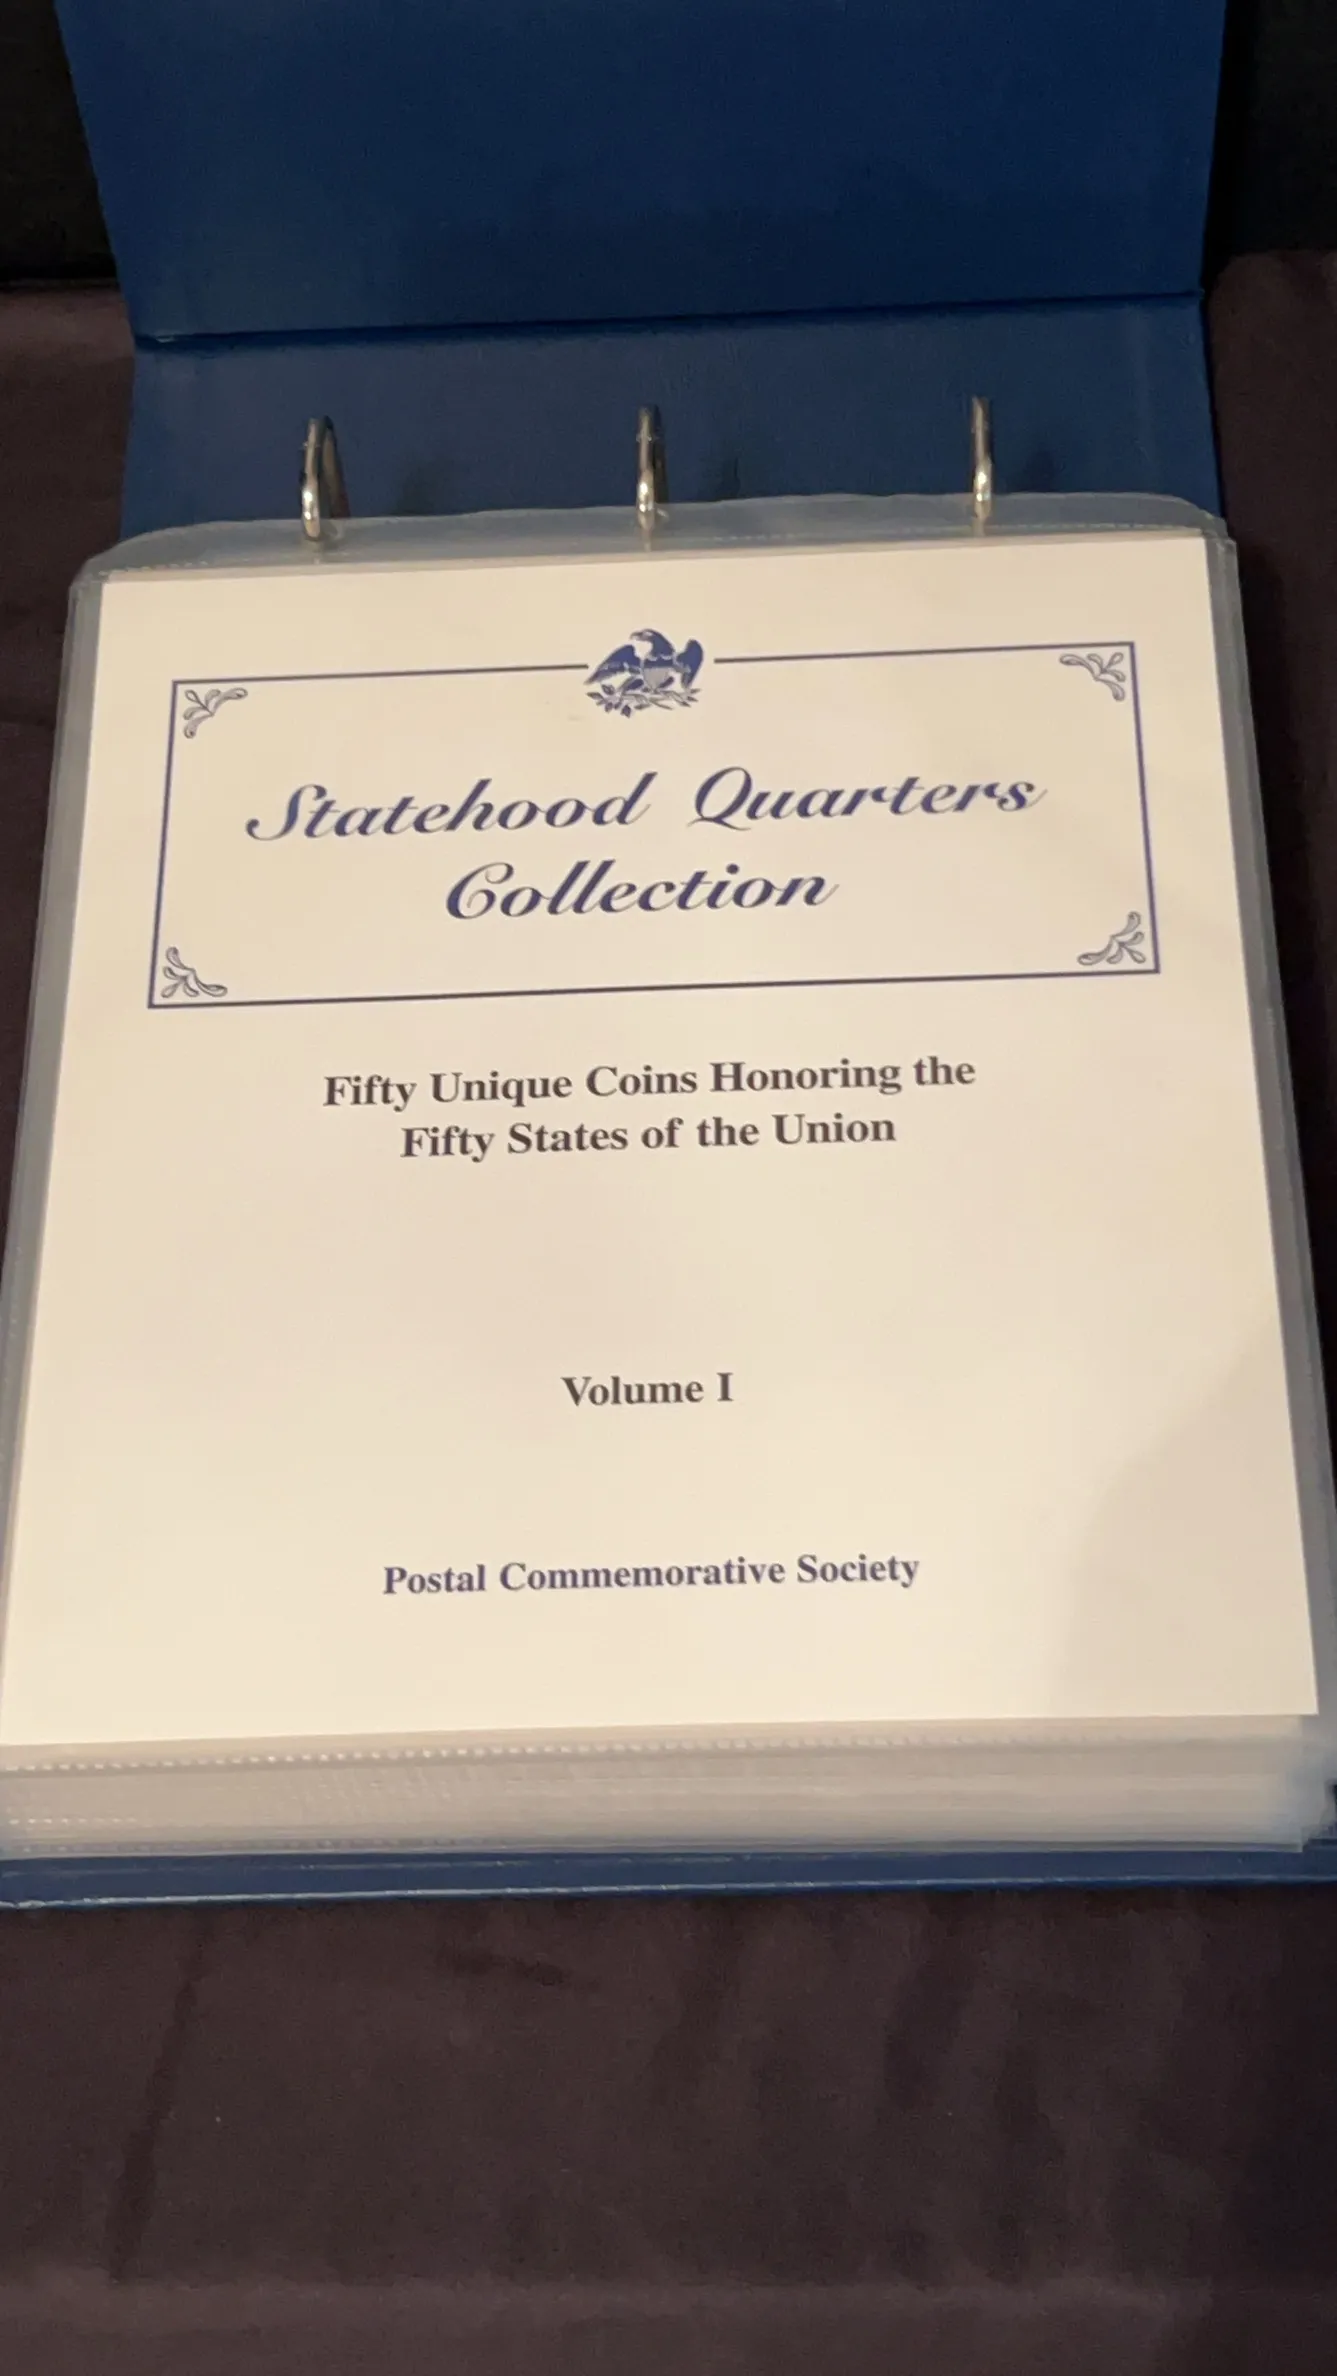 Statehood Quarters
Collection
Fifty Unique Coins Honoring the
Fifty States of the Union
Volume I
Postal Commemorative Society